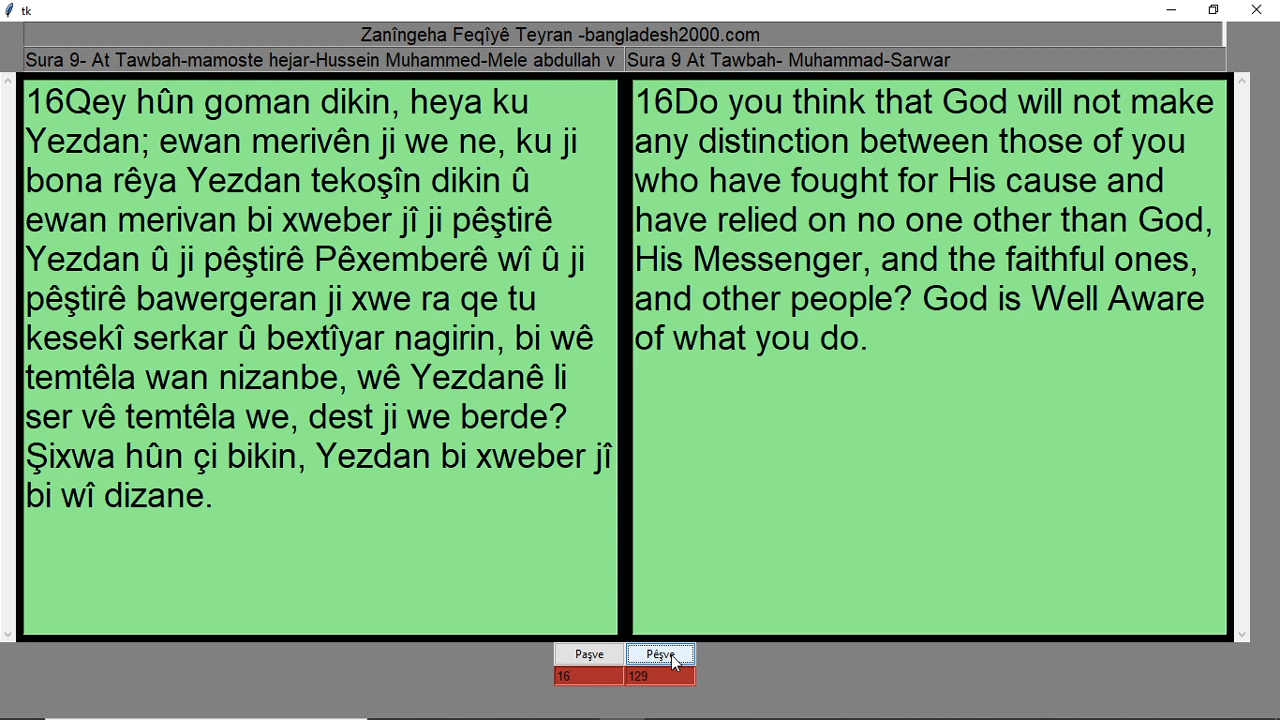 tk
Zanîngeha Feqîyê Teyran -bangladesh2000.com
Sura 9- At Tawbah-mamoste hejar-Hussein Muhammed-Mele abdullah v
Sura 9 At Tawbah- Muhammad-Sarwar
16Qey hûn goman dikin, heya ku
Yezdan; ewan merivên ji we ne, ku ji
bona rêya Yezdan tekoşîn dikin û
ewan merivan bi xweber jî ji pêştirê
Yezdan û ji pêştirê Pêxemberê wî û ji
pêştirê bawergeran ji xwe ra qe tu
kesekî serkar û bextîyar nagirin, bi wê
temtêla wan nizanbe, wê Yezdanê li
ser vê temtêla we, dest ji we berde?
Şixwa hûn çi bikin, Yezdan bi xweber jî
bi wî dizane.
16Do you think that God will not make
any distinction between those of you
who have fought for His cause and
have relied on no one other than God,
His Messenger, and the faithful ones,
and other people? God is Well Aware
of what you do.
Paşve
Pêşve
16
129